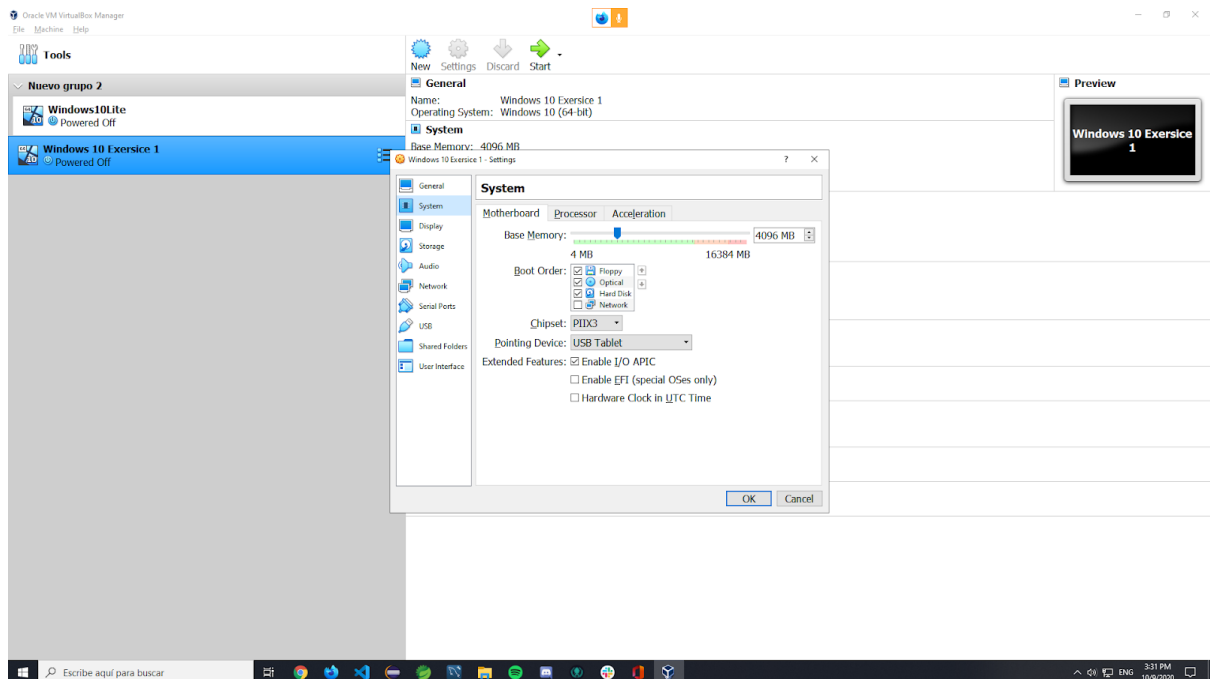 Oracle VM VirtualBox Manager
File Machine Help
Tools
New Settings Discard Start
Nuevo grupo 2
Windows10Lite
Powered Off
Windows 10 Exersice 1
Powered Off
General
Name: Windows 10 Exersice 1
Operating System: Windows 10 (64-bit)
System
Base Memory: 4096 MB
Preview
Windows 10 Exersice
1
Windows 10 Exersice 1 - Settings
General
System
Display
Storage
Audio
Network
Serial Ports
USB
Shared Folders
User Interface
System
Motherboard Processor Acceleration
Base Memory: 4096 MB
4 MB 16384 MB
Boot Order: Floppy
Optical
Hard Disk
Network
Chipset: PIIX3
Pointing Device: USB Tablet
Extended Features: Enable I/O APIC
Enable EFI (special OSes only)
Hardware Clock in UTC Time
OK Cancel
Escribe aquí para buscar
ENG
3:31 PM
10/9/2020